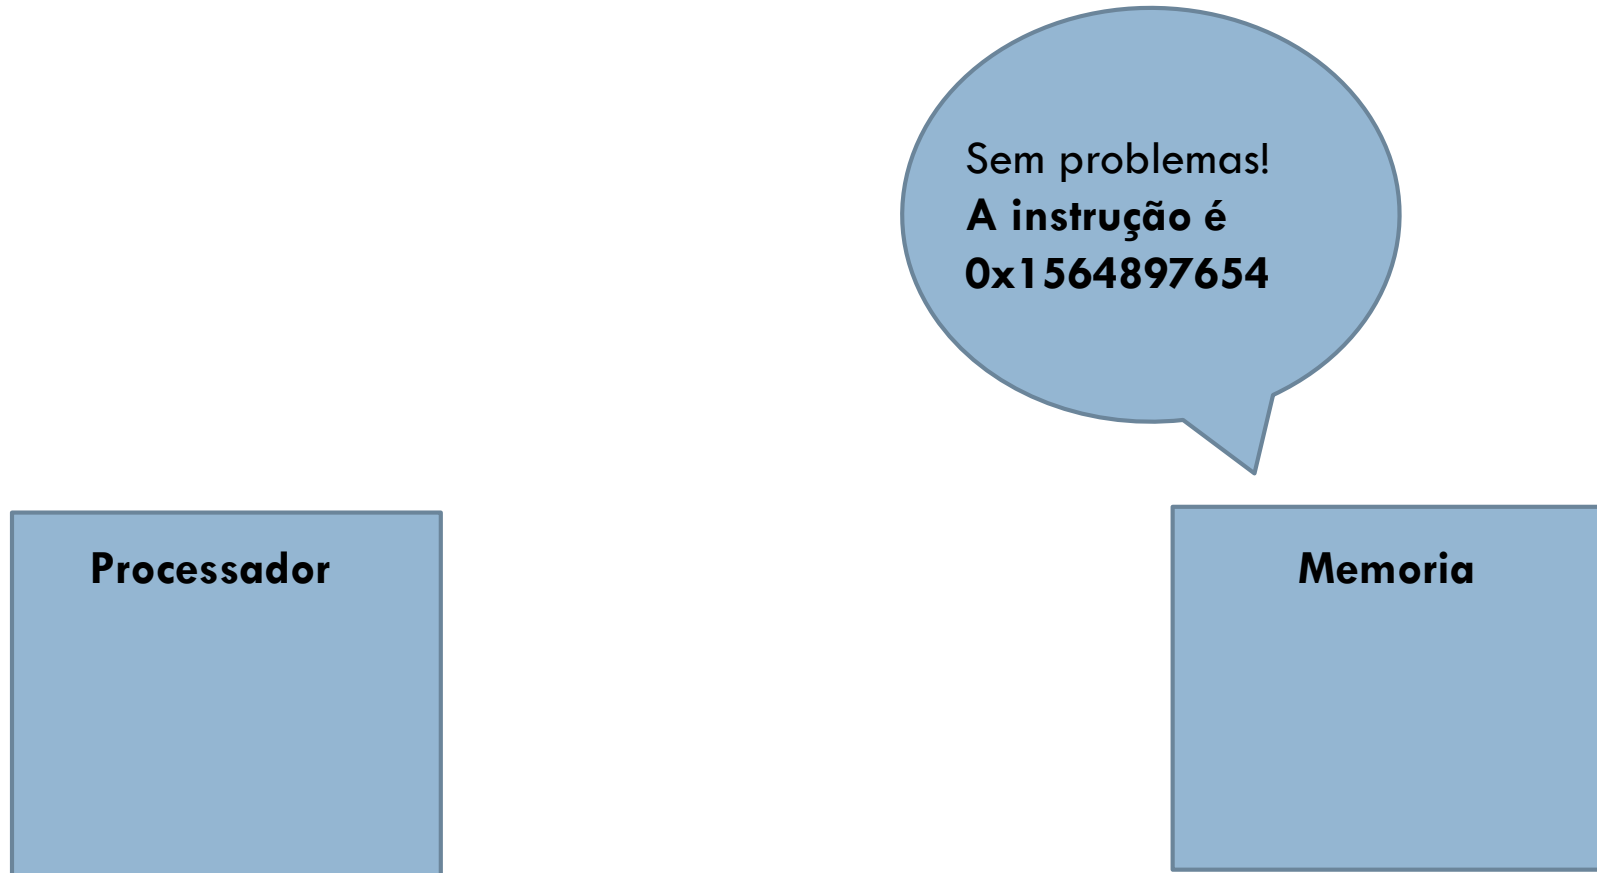 Sem problemas!
A instrução é
0x1564897654
Processador
Memoria